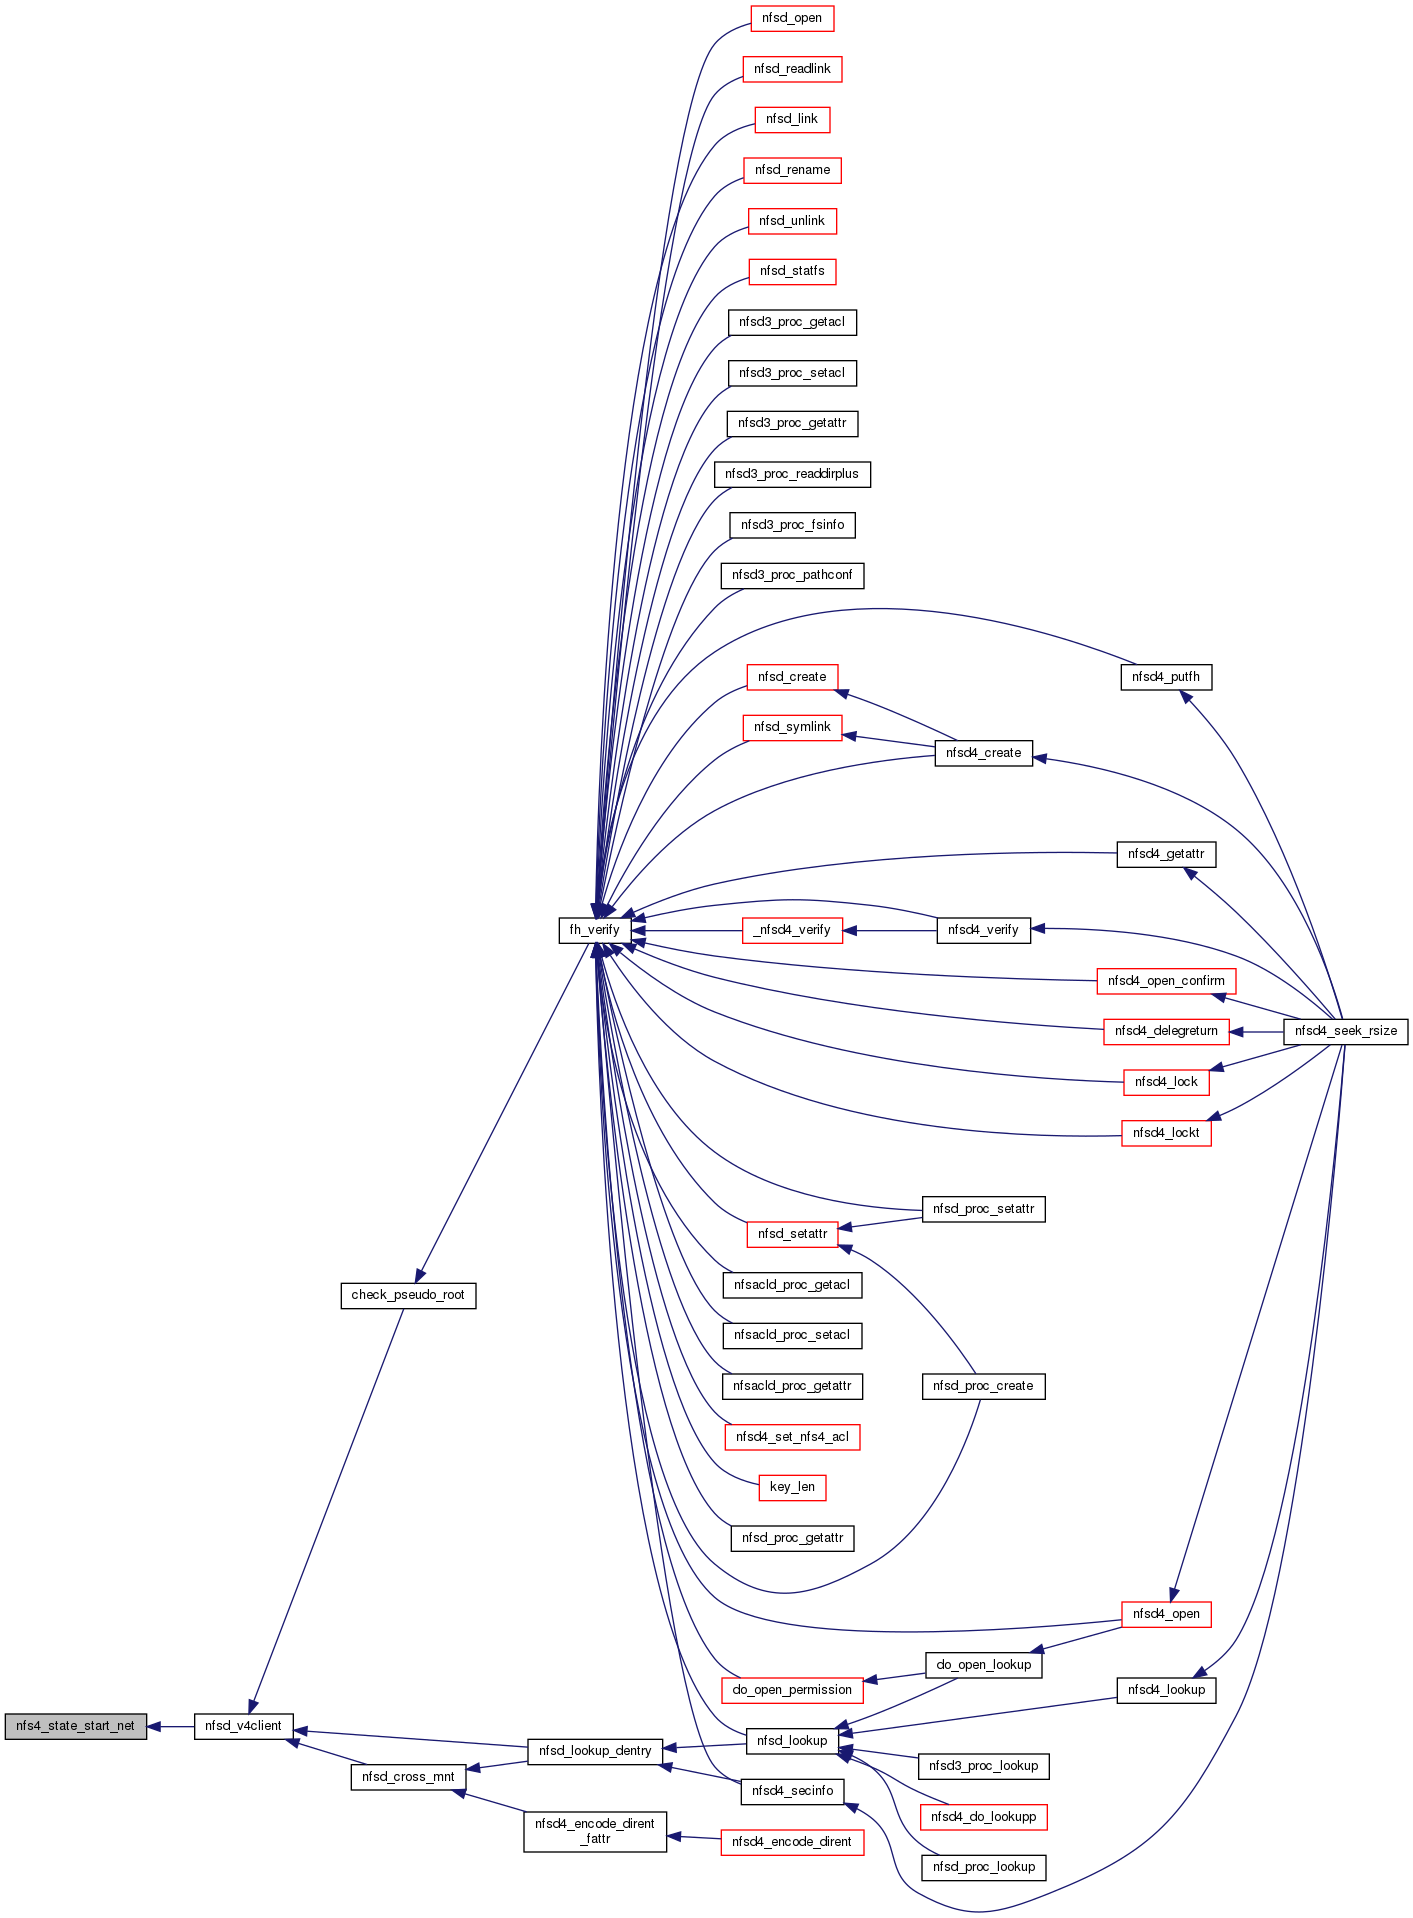 nfsd_open
nfsd_readlink
nfsd_link
nfsd_rename
nfsd_unlink
nfsd_statfs
nfsd3_proc_getacl
nfsd3_proc_setacl
nfsd3_proc_getattr
nfsd3_proc_readdirplus
nfsd3_proc_fsinfo
nfsd3_proc_pathconf
nfsd4_putfh
nfsd_create
nfsd_symlink
nfsd4_create
nfsd4_getattr
fh_verify
_nfsd4_verify
nfsd4_verify
nfsd4_open_confirm
nfsd4_delegreturn
nfsd4_seek_rsize
nfsd4_lock
nfsd4_lockt
nfsd_proc_setattr
nfsd_setattr
nfsacld_proc_getacl
check_pseudo_root
nfsacld_proc_setacl
nfsacld_proc_getattr
nfsd_proc_create
nfsd4_set_nfs4_acl
key_len
nfsd_proc_getattr
nfsd4_open
do_open_lookup
do_open_permission
nfsd4_lookup
nfs4_state_start_net
nfsd_v4client
nfsd_lookup
nfsd_lookup_dentry
nfsd3_proc_lookup
nfsd_cross_mnt
nfsd4_secinfo
nfsd4_do_lookupp
nfsd4_encode_dirent
_fattr
nfsd4_encode_dirent
nfsd_proc_lookup